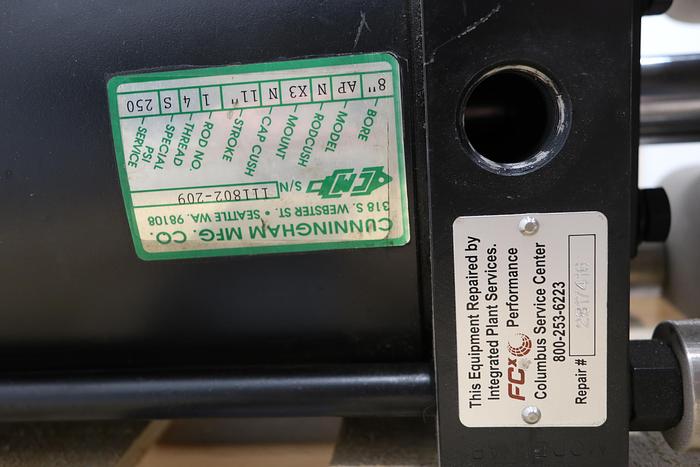 CUNNINGHAM MFG. CO.
318 S. WEBSTER ST. • SEATTLE WA. 98108
CMC S/N 111802-209
BORE
MODEL
RODCUSH
MOUNT
CAP CUSH
STROKE
ROD NO.
THREAD
SPECIAL
PSI SERVICE
8" AP N X3 N 11" 1 4 S 250
This Equipment Repaired by
Integrated Plant Services.
FCx Performance
Columbus Service Center
800-253-6223
Repair #